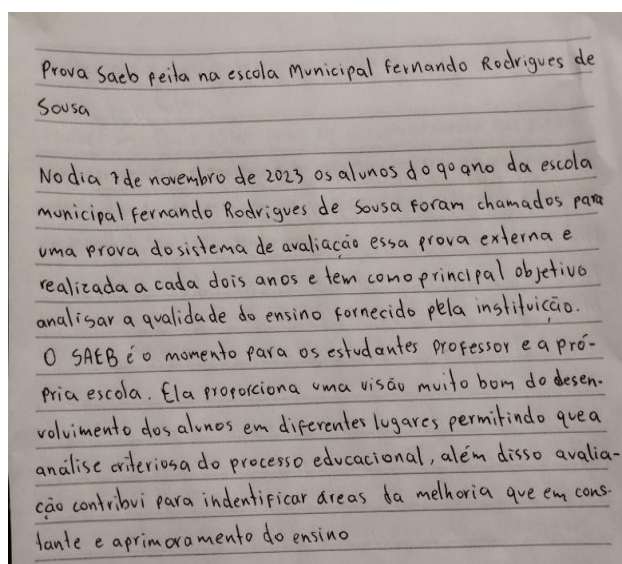 Prova Saeb feita na escola Municipal fernando Rodrigues de
Sousa
No dia 7 de novembro de 2023 os alunos do 9o ano da escola
municipal fernando Rodrigues de Sousa foram chamados para
uma prova do sistema de avaliação essa prova externa e
realizada a cada dois anos e tem como principal objetivo
analisar a qualidade do ensino fornecido pela instituição.
O SAEB é o momento para os estudantes professor e a pró-
pria escola. Ela proporciona uma visão muito bom do desen-
volvimento dos alunos em diferentes lugares permitindo que a
análise criteriosa do processo educacional, além disso avalia-
ção contribui para indentificar áreas da melhoria que em cons-
tante e aprimoramento do ensino